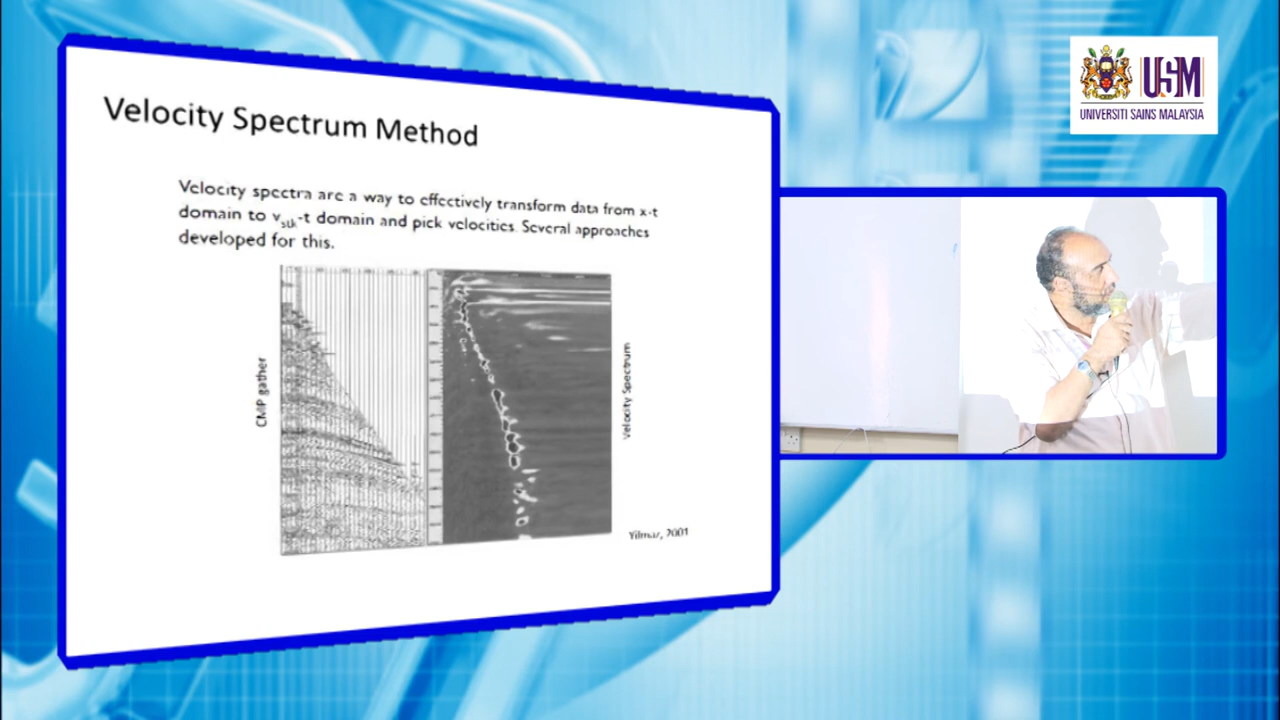 Velocity Spectrum Method
Velocity spectra are a way to effectively transform data from x-t
domain to vstk-t domain and pick velocities. Several approaches
developed for this.
CMP gather
Velocity Spectrum
Yilmaz, 2001
USM
UNIVERSITI SAINS MALAYSIA